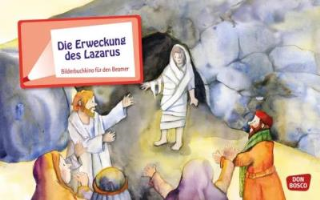 Die Erweckung
des Lazarus
Bilderbuchkino für den Beamer
DON
BOSCO